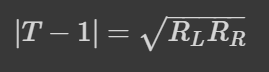 |T − 1| = √(R_L R_R)